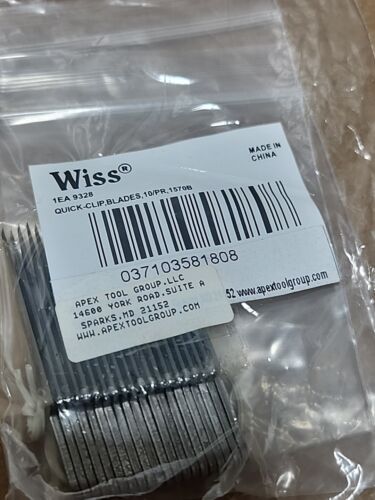 Wiss®
MADE IN
CHINA
1EA 9328
QUICK-CLIP,BLADES,10/PR,1570B
037103581808
52 www.apextoolgroup.com
APEX TOOL GROUP,LLC
14600 YORK ROAD,SUITE A
SPARKS,MD 21152
WWW.APEXTOOLGROUP.COM